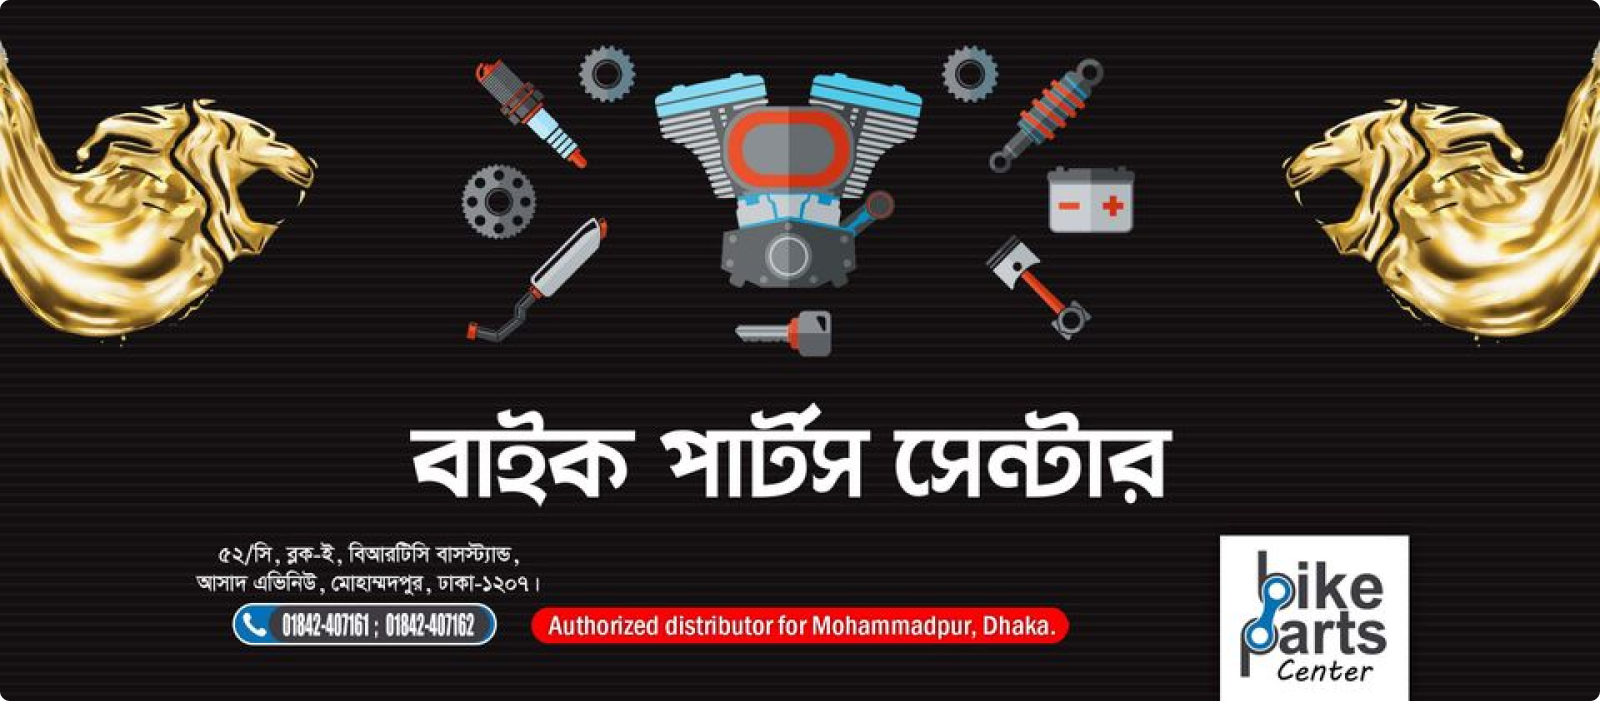 বাইক পার্টস সেন্টার
৫২/সি, ব্লক-ই, বিআরটিসি বাসস্ট্যান্ড,
আসাদ এভিনিউ, মোহাম্মদপুর, ঢাকা-১২০৭।
01842-407161 ; 01842-407162
Authorized distributor for Mohammadpur, Dhaka.
bike
parts
Center